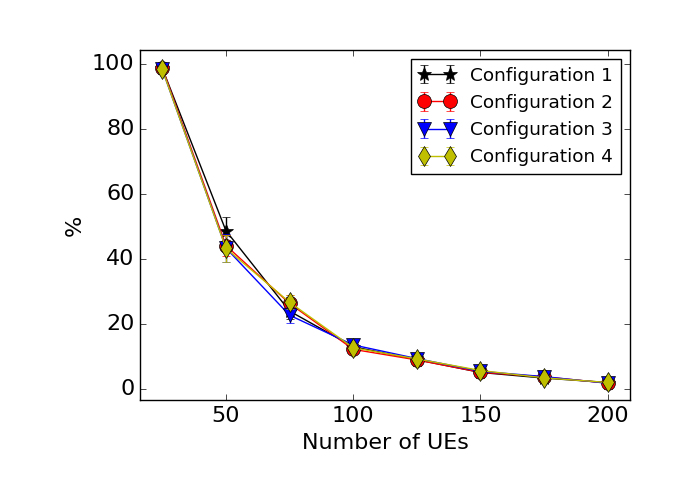 100
80
60
40
20
0
%
50 100 150 200
Number of UEs
Configuration 1
Configuration 2
Configuration 3
Configuration 4